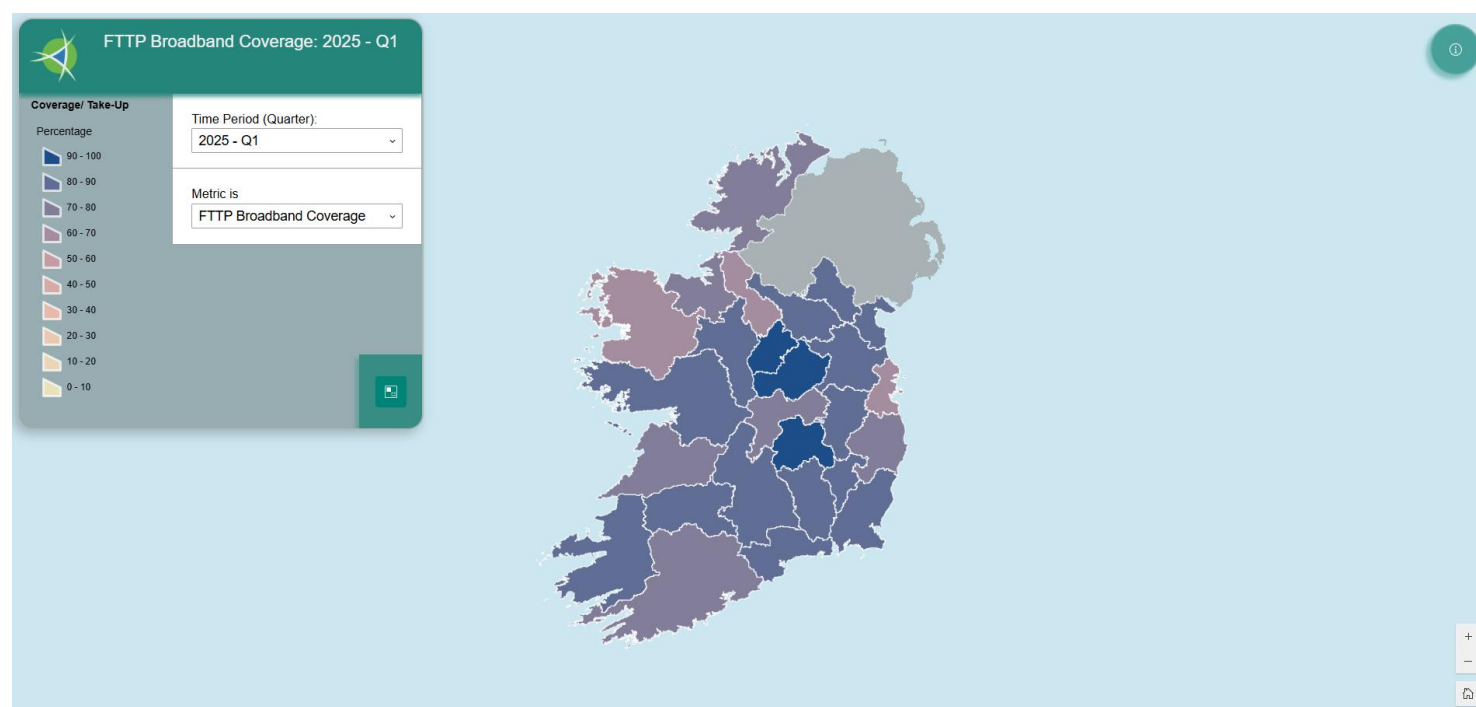 FTTP Broadband Coverage: 2025 - Q1
Coverage/ Take-Up
Percentage
90 - 100
80 - 90
70 - 80
60 - 70
50 - 60
40 - 50
30 - 40
20 - 30
10 - 20
0 - 10
Time Period (Quarter):
2025 - Q1
Metric is
FTTP Broadband Coverage